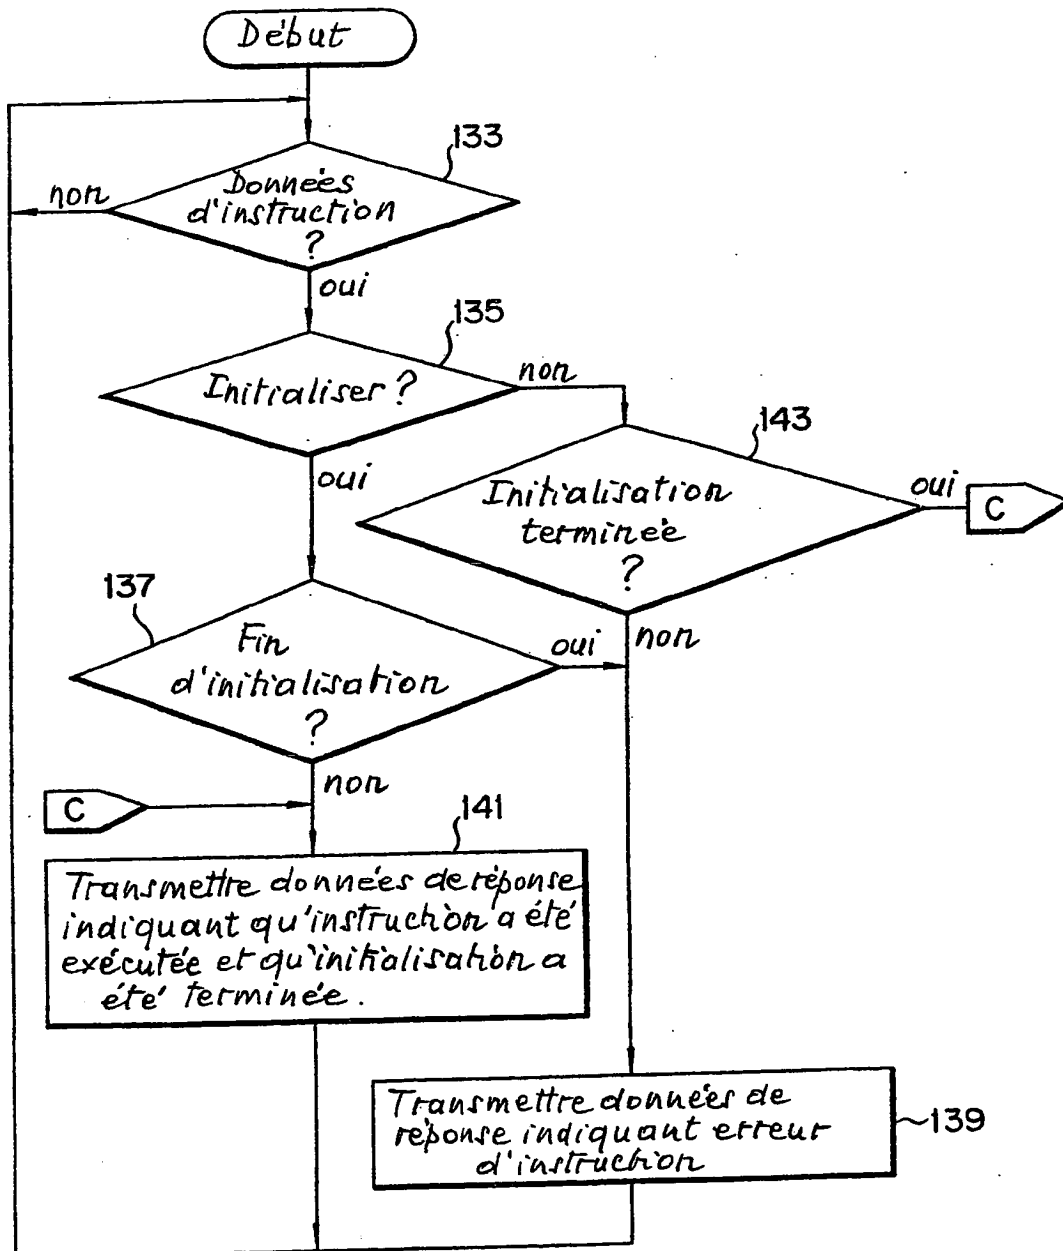 Début
133
Données
d'instruction
?
non
oui
135
Initialiser ?
non
oui
143
Initialisation
terminée
?
oui
C
non
137
Fin
d'initialisation
?
oui
non
C
141
Transmettre données de réponse
indiquant qu'instruction a été
exécutée et qu'initialisation a
été terminée.
Transmettre données de
réponse indiquant erreur
d'instruction
139